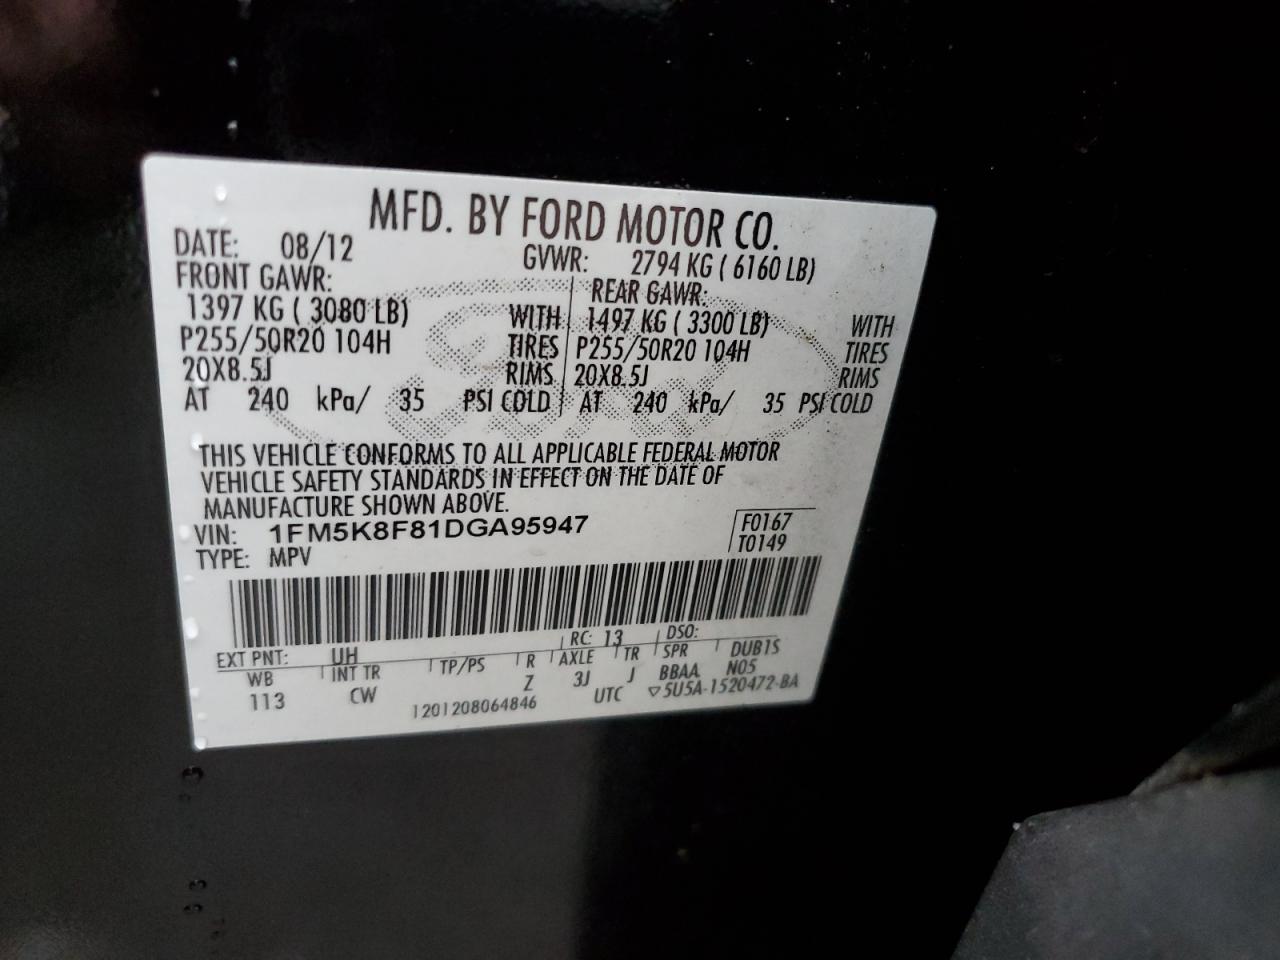 MFD. BY FORD MOTOR CO.
DATE: 08/12 GVWR: 2794 KG ( 6160 LB)
FRONT GAWR: REAR GAWR:
1397 KG ( 3080 LB) WITH 1497 KG ( 3300 LB) WITH
P255/50R20 104H TIRES P255/50R20 104H TIRES
20X8.5J RIMS 20X8.5J RIMS
AT 240 kPa/ 35 PSI COLD AT 240 kPa/ 35 PSI COLD
THIS VEHICLE CONFORMS TO ALL APPLICABLE FEDERAL MOTOR
VEHICLE SAFETY STANDARDS IN EFFECT ON THE DATE OF
MANUFACTURE SHOWN ABOVE.
VIN: 1FM5K8F81DGA95947 F0167
TYPE: MPV T0149
EXT PNT: UH RC: 13 DSO:
WB INT TR TP/PS R AXLE TR SPR DUB1S
113 CW Z 3J J BBAA N05
1201208064846 UTC ▽5U5A-1520472-BA